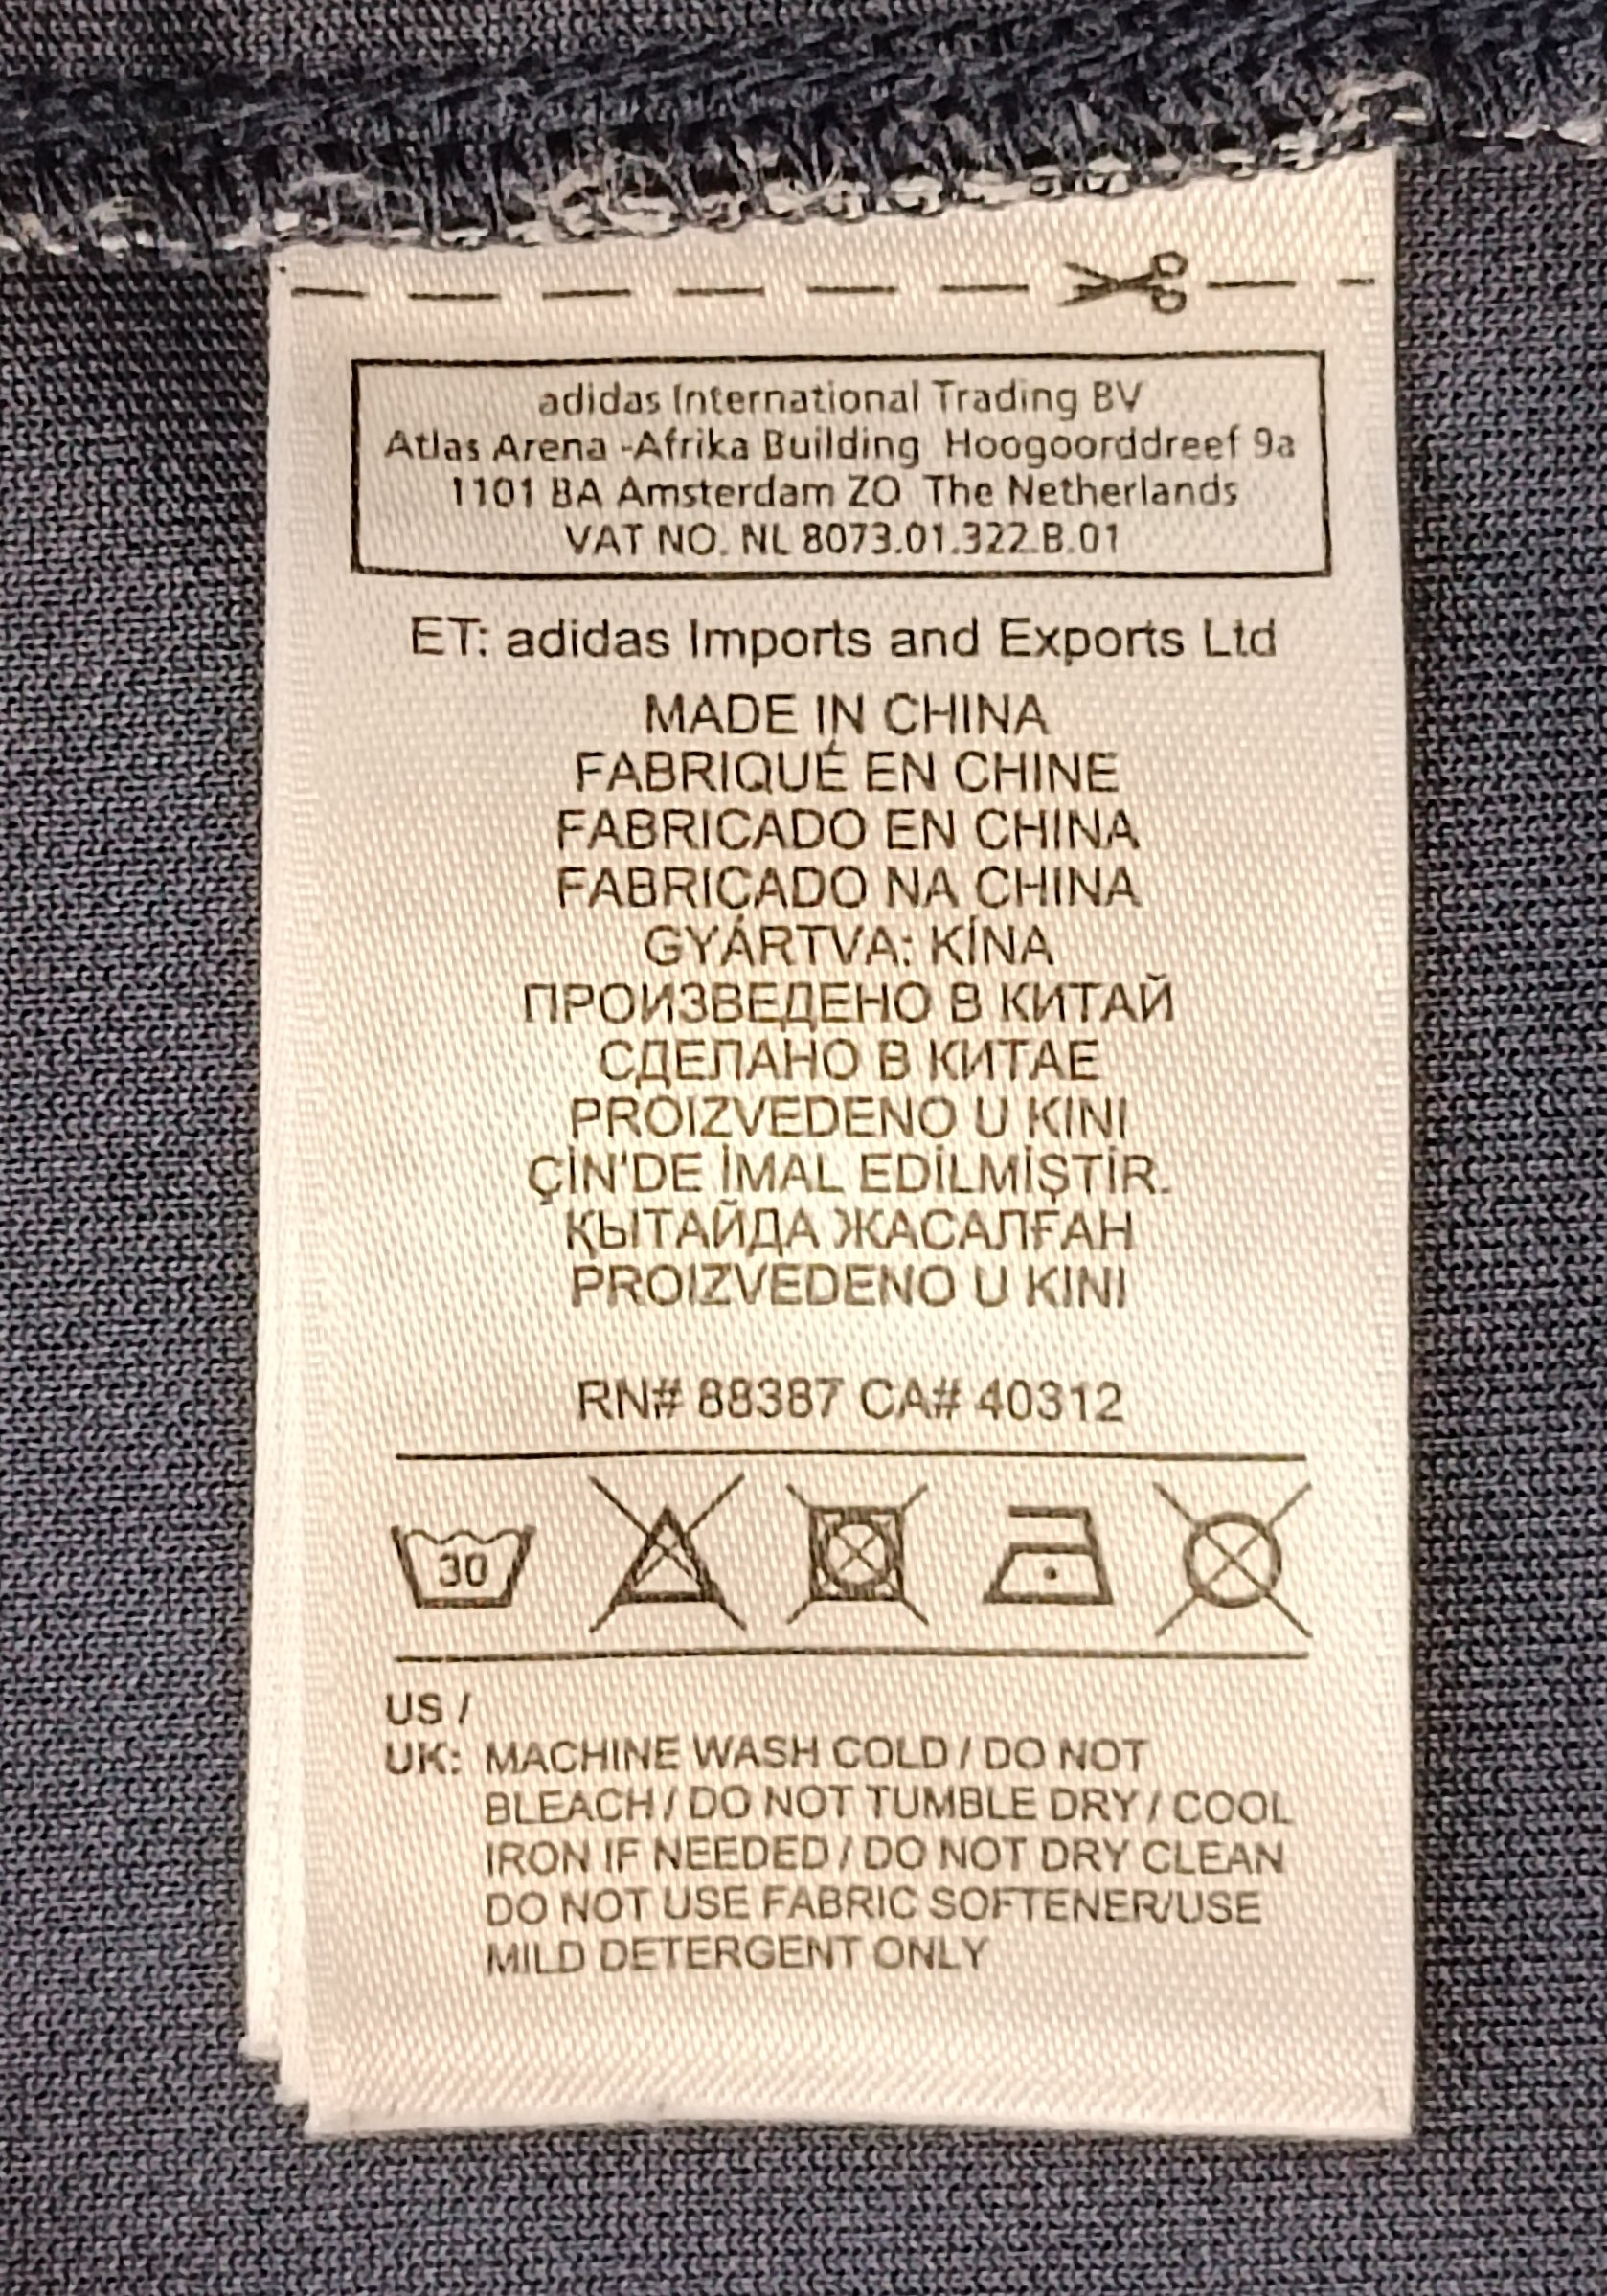 adidas International Trading BV
Atlas Arena -Afrika Building Hoogoorddreef 9a
1101 BA Amsterdam ZO The Netherlands
VAT NO. NL 8073.01.322.B.01
ET: adidas Imports and Exports Ltd
MADE IN CHINA
FABRIQUÉ EN CHINE
FABRICADO EN CHINA
FABRICADO NA CHINA
GYÁRTVA: KÍNA
ПРОИЗВЕДЕНО В КИТАЙ
СДЕЛАНО В КИТАЕ
PROIZVEDENO U KINI
ÇİN'DE İMAL EDİLMİŞTİR.
ҚЫТАЙДА ЖАСАЛҒАН
PROIZVEDENO U KINI
RN# 88387 CA# 40312
30
US /
UK: MACHINE WASH COLD / DO NOT
BLEACH / DO NOT TUMBLE DRY / COOL
IRON IF NEEDED / DO NOT DRY CLEAN
DO NOT USE FABRIC SOFTENER/USE
MILD DETERGENT ONLY